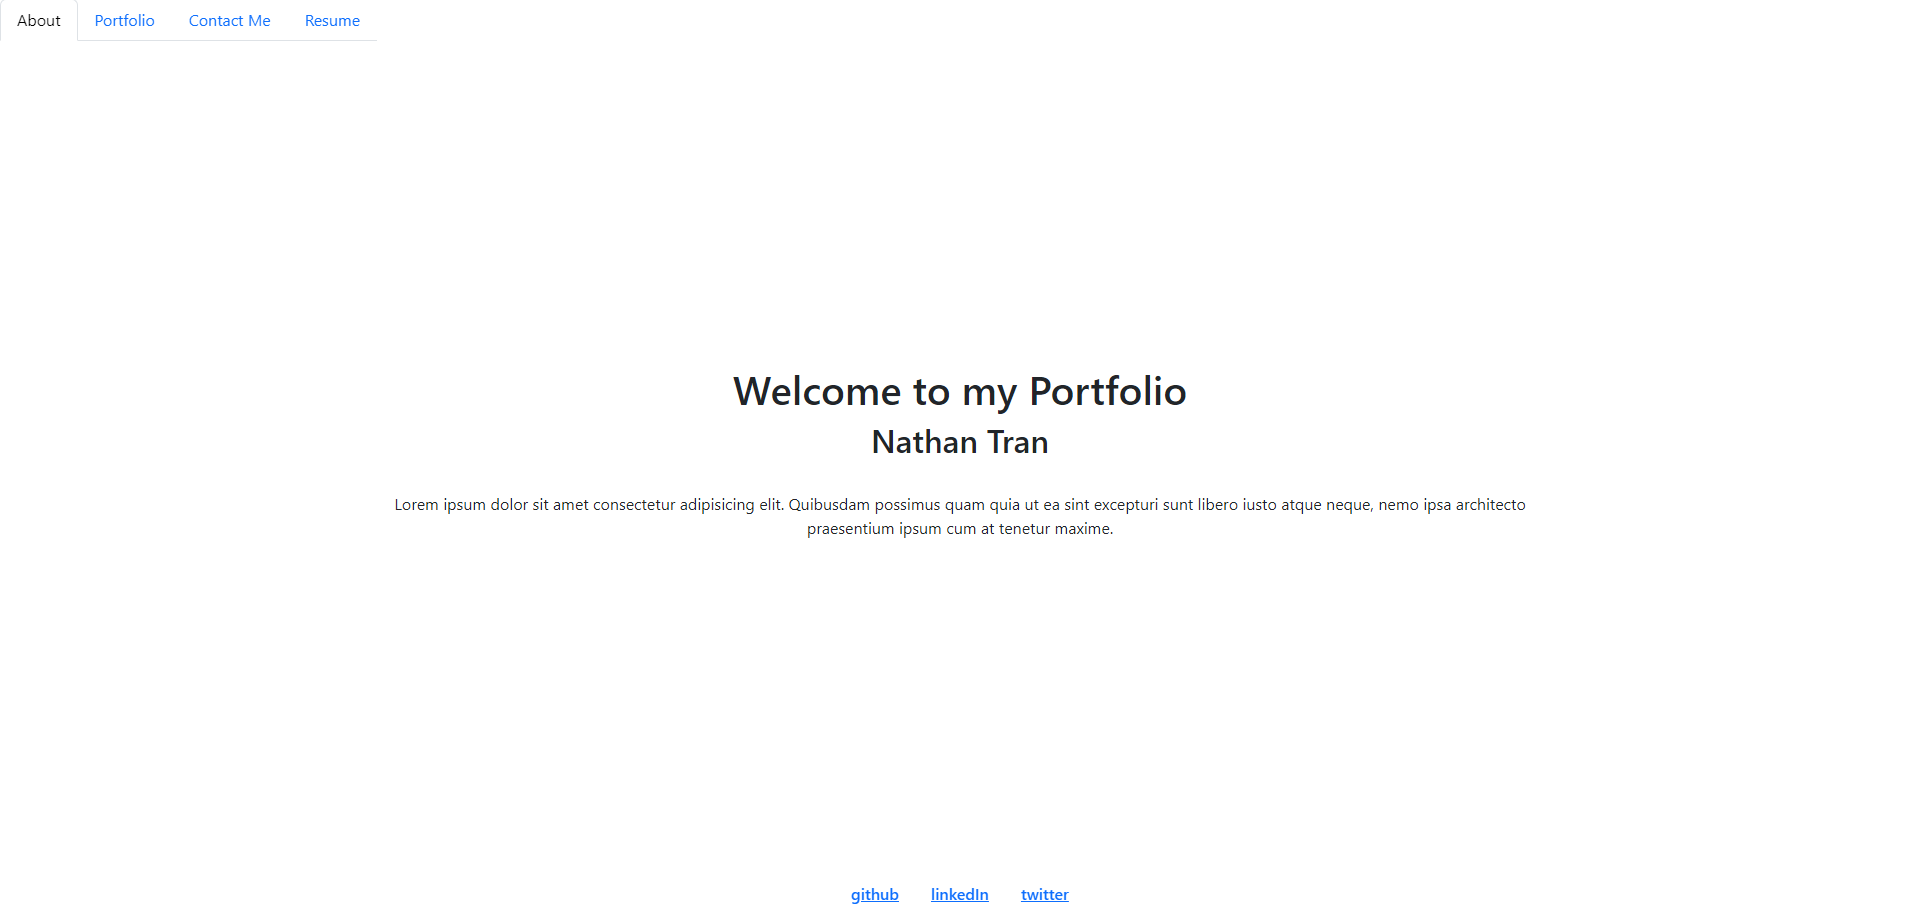 About Portfolio Contact Me Resume
Welcome to my Portfolio
Nathan Tran
Lorem ipsum dolor sit amet consectetur adipisicing elit. Quibusdam possimus quam quia ut ea sint excepturi sunt libero iusto atque neque, nemo ipsa architecto
praesentium ipsum cum at tenetur maxime.
github linkedIn twitter